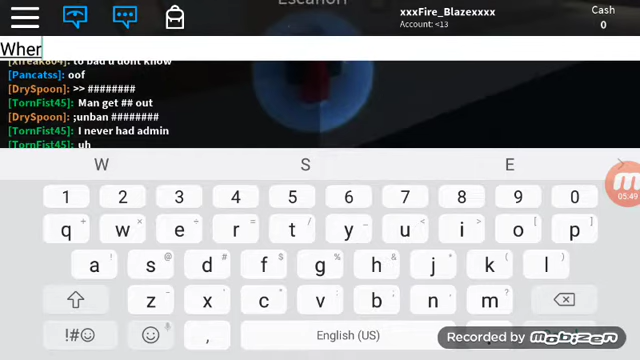 xxxFire_Blazexxxx
Account: <13
Cash
0
Wher
[xfreak804]: to bad u dont know
[Pancatss]: oof
[DrySpoon]: >> ########
[TornFist45]: Man get ## out
[DrySpoon]: ;unban ########
[TornFist45]: I never had admin
[TornFist45]: uh
W S E
1 2 3 4 5 6 7 8 9 0
q w e r t y u i o p
a s d f g h j k l
z x c v b n m
!#☺ , English (US)
05:49
Recorded by mobizen